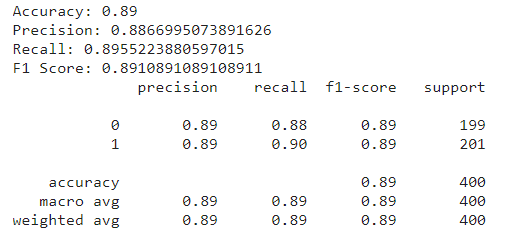 Accuracy: 0.89
Precision: 0.8866995073891626
Recall: 0.8955223880597015
F1 Score: 0.8910891089108911
precision recall f1-score support
0 0.89 0.88 0.89 199
1 0.89 0.90 0.89 201
accuracy 0.89 400
macro avg 0.89 0.89 0.89 400
weighted avg 0.89 0.89 0.89 400